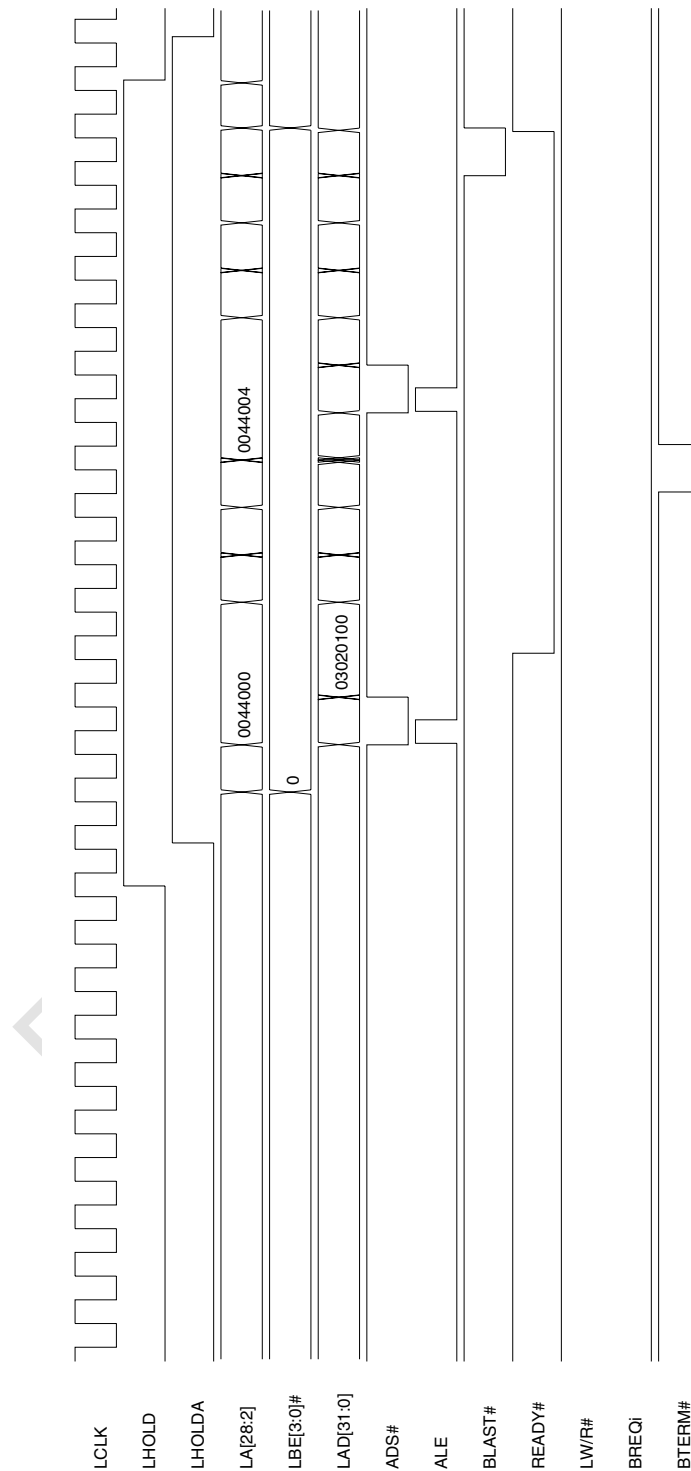 LCLK
LHOLD
LHOLDA
LA[28:2]
0044000
0044004
LBE[3:0]#
0
LAD[31:0]
03020100
ADS#
ALE
BLAST#
READY#
LW/R#
BREQi
BTERM#